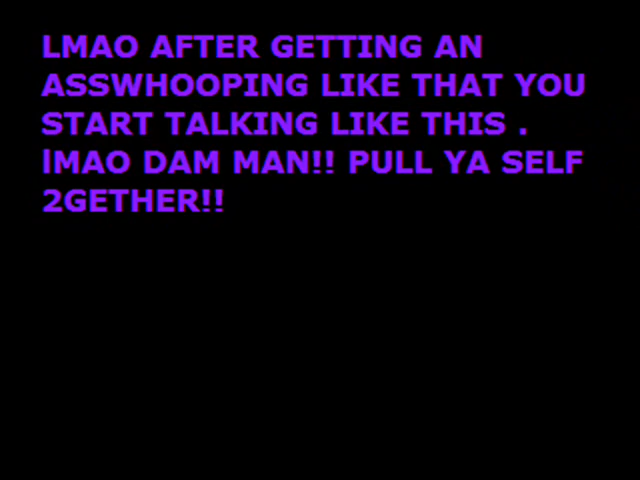 LMAO AFTER GETTING AN
ASSWHOOPING LIKE THAT YOU
START TALKING LIKE THIS .
lMAO DAM MAN!! PULL YA SELF
2GETHER!!